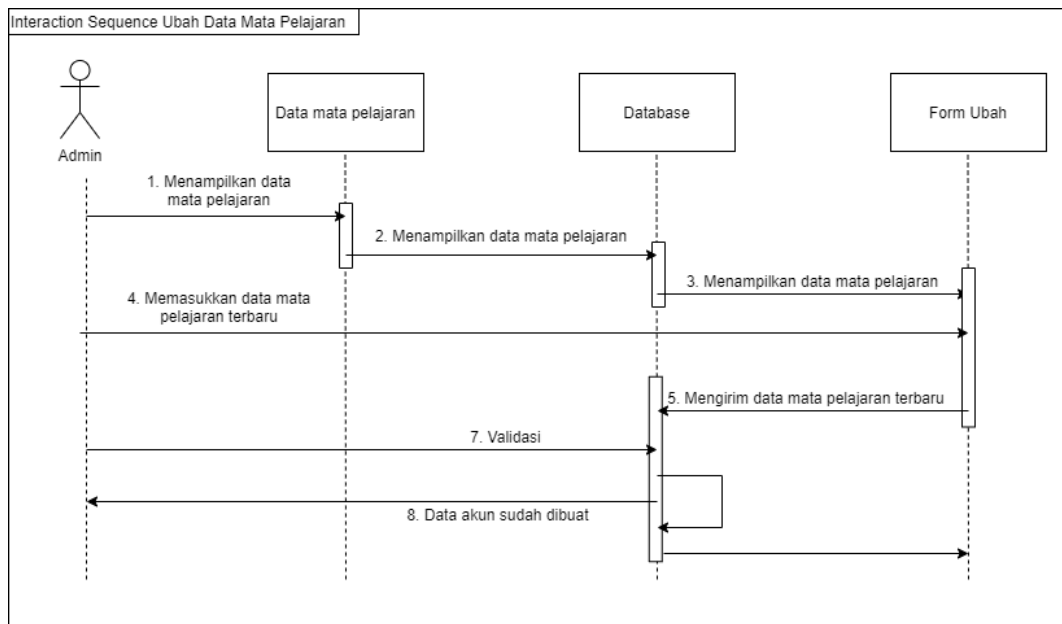 Interaction Sequence Ubah Data Mata Pelajaran
Admin
Data mata pelajaran
Database
Form Ubah
1. Menampilkan data
mata pelajaran
2. Menampilkan data mata pelajaran
3. Menampilkan data mata pelajaran
4. Memasukkan data mata
pelajaran terbaru
5. Mengirim data mata pelajaran terbaru
7. Validasi
8. Data akun sudah dibuat